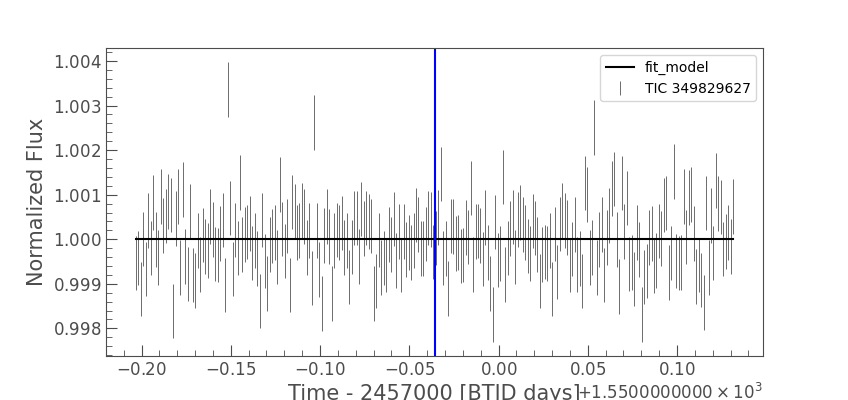 Normalized Flux
1.004
1.003
1.002
1.001
1.000
0.999
0.998
fit_model
TIC 349829627
−0.20 −0.15 −0.10 −0.05 0.00 0.05 0.10
Time - 2457000 [BTJD days] +1.5500000000 × 10³